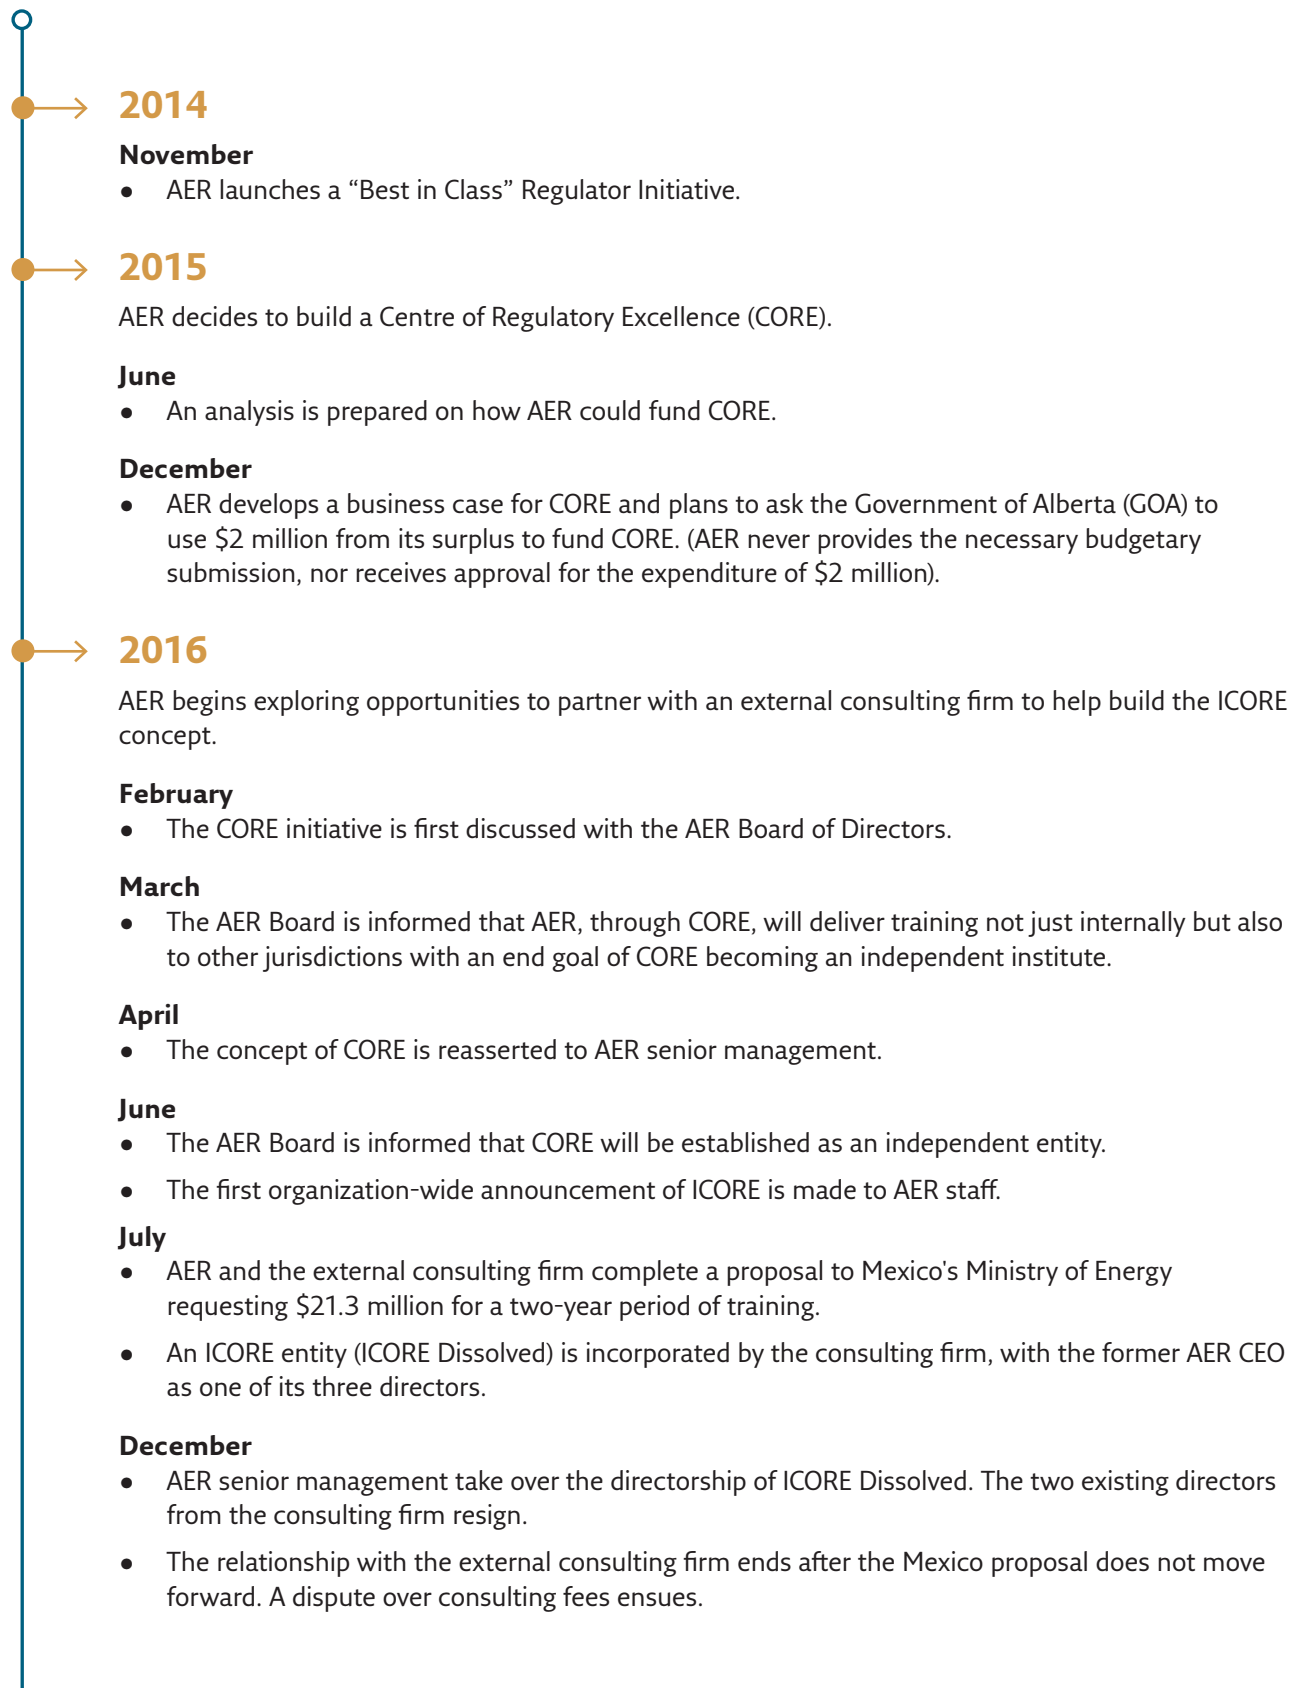 2014
November
● AER launches a “Best in Class” Regulator Initiative.
2015
AER decides to build a Centre of Regulatory Excellence (CORE).
June
● An analysis is prepared on how AER could fund CORE.
December
● AER develops a business case for CORE and plans to ask the Government of Alberta (GOA) to
use $2 million from its surplus to fund CORE. (AER never provides the necessary budgetary
submission, nor receives approval for the expenditure of $2 million).
2016
AER begins exploring opportunities to partner with an external consulting firm to help build the ICORE
concept.
February
● The CORE initiative is first discussed with the AER Board of Directors.
March
● The AER Board is informed that AER, through CORE, will deliver training not just internally but also
to other jurisdictions with an end goal of CORE becoming an independent institute.
April
● The concept of CORE is reasserted to AER senior management.
June
● The AER Board is informed that CORE will be established as an independent entity.
● The first organization-wide announcement of ICORE is made to AER staff.
July
● AER and the external consulting firm complete a proposal to Mexico's Ministry of Energy
requesting $21.3 million for a two-year period of training.
● An ICORE entity (ICORE Dissolved) is incorporated by the consulting firm, with the former AER CEO
as one of its three directors.
December
● AER senior management take over the directorship of ICORE Dissolved. The two existing directors
from the consulting firm resign.
● The relationship with the external consulting firm ends after the Mexico proposal does not move
forward. A dispute over consulting fees ensues.